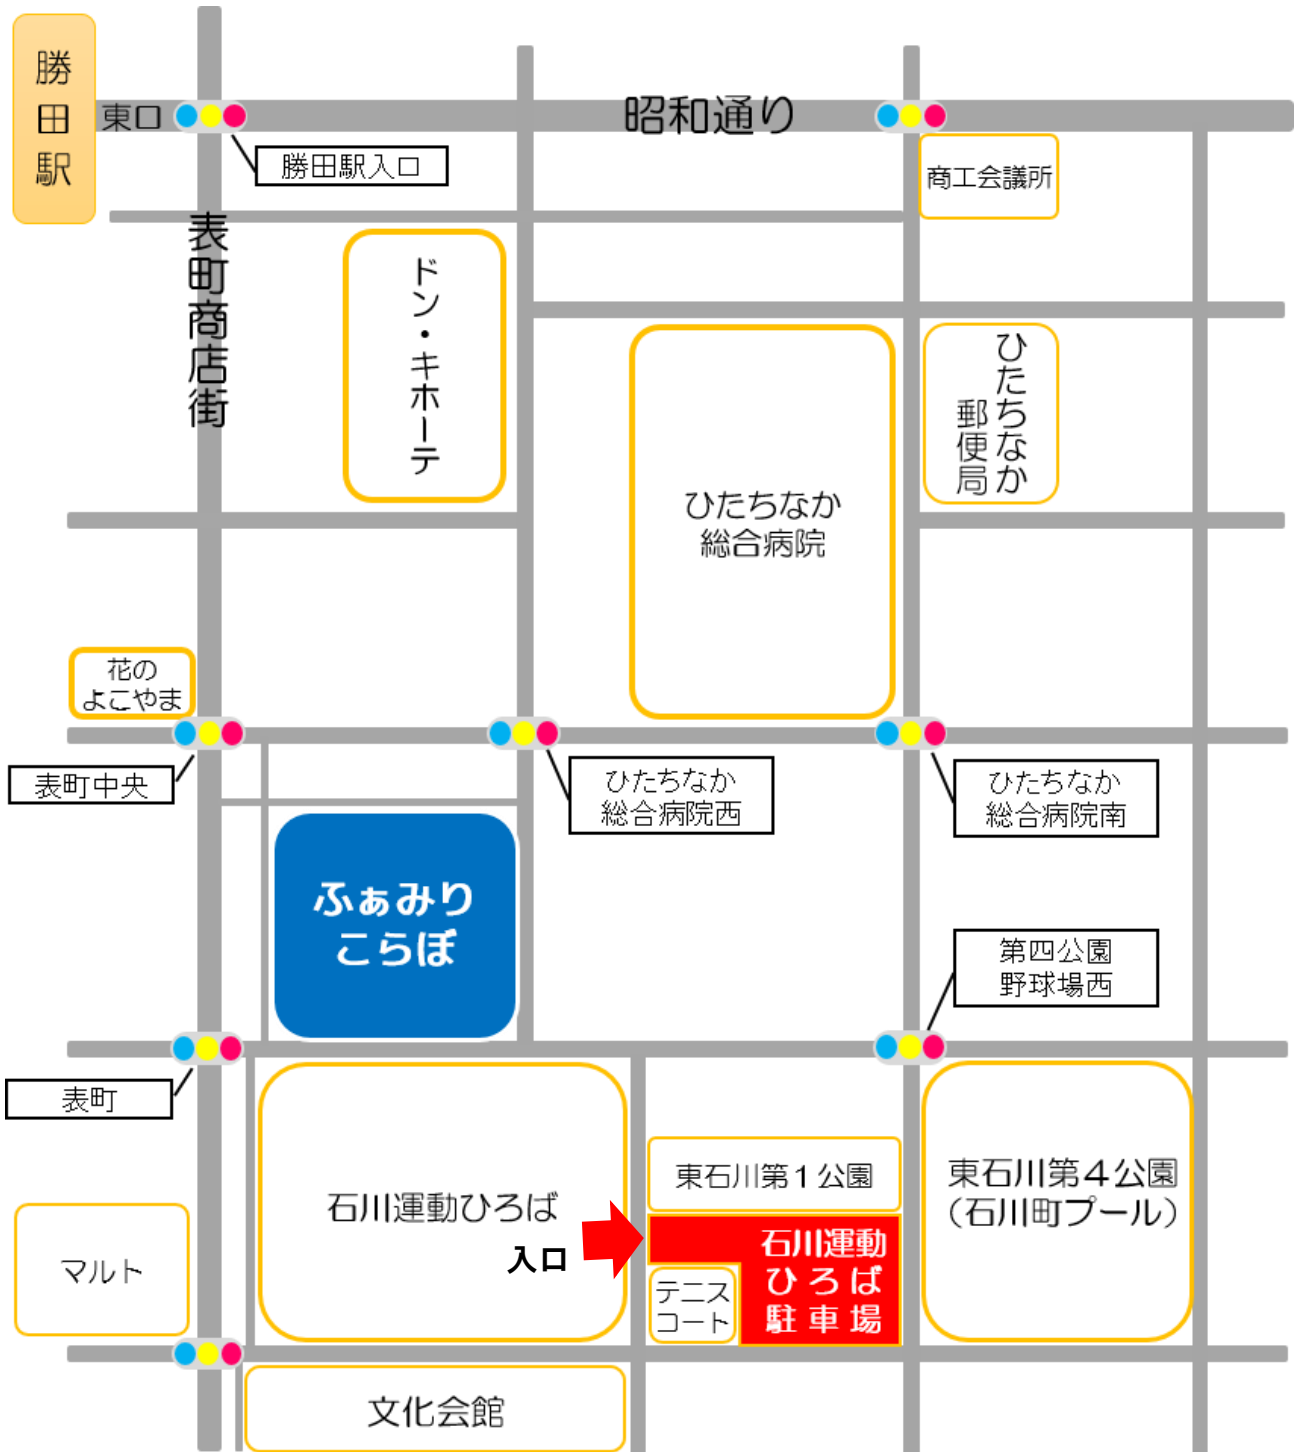 勝田駅
東口
昭和通り
勝田駅入口
商工会議所
表町商店街
ドン・キホーテ
ひたちなか
郵便局
ひたちなか
総合病院
花の
よこやま
表町中央
ひたちなか
総合病院西
ひたちなか
総合病院南
ふぁみり
こらぼ
第四公園
野球場西
表町
石川運動ひろば
入口
東石川第１公園
東石川第４公園
（石川町プール）
石川運動
ひろば
駐車場
テニス
コート
マルト
文化会館